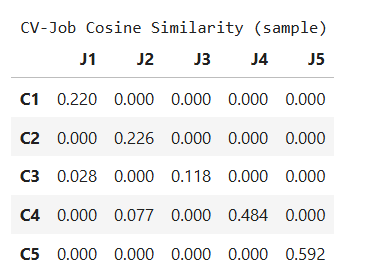 CV-Job Cosine Similarity (sample)
J1 J2 J3 J4 J5
C1 0.220 0.000 0.000 0.000 0.000
C2 0.000 0.226 0.000 0.000 0.000
C3 0.028 0.000 0.118 0.000 0.000
C4 0.000 0.077 0.000 0.484 0.000
C5 0.000 0.000 0.000 0.000 0.592